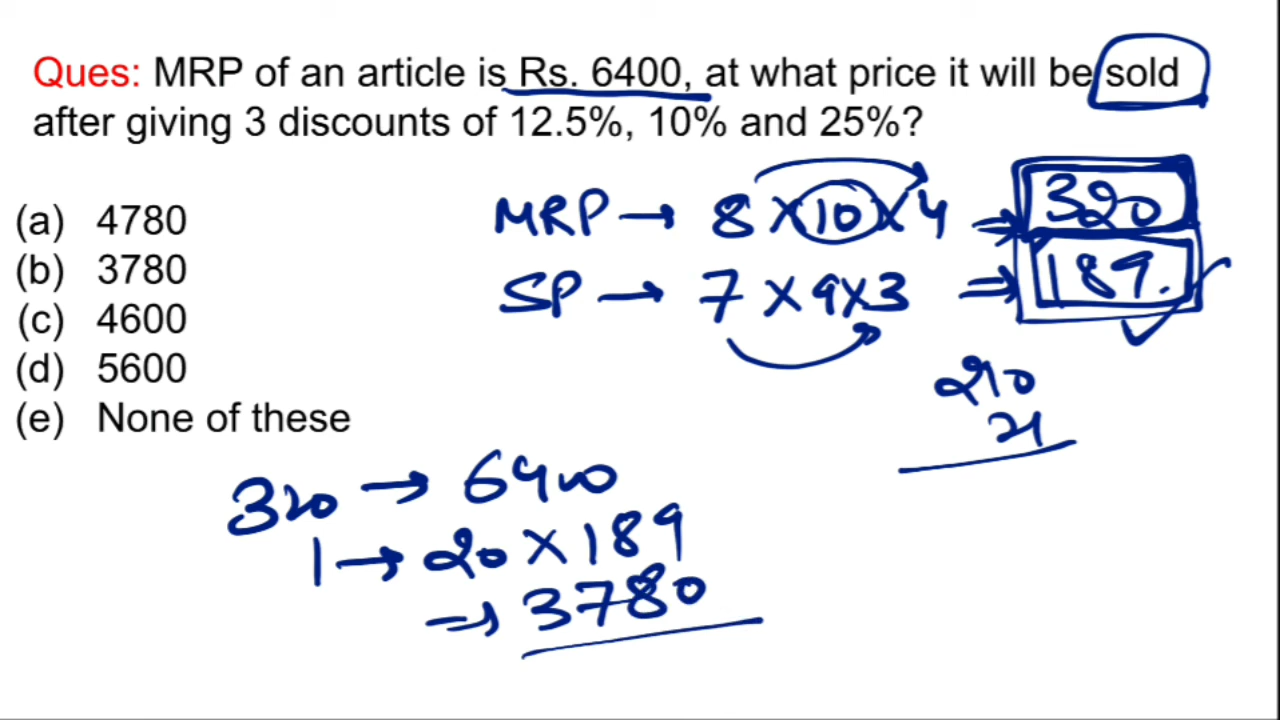 Ques: MRP of an article is Rs. 6400, at what price it will be sold
after giving 3 discounts of 12.5%, 10% and 25%?
(a) 4780
(b) 3780
(c) 4600
(d) 5600
(e) None of these
MRP → 8 × 10 × 4 ⇒ 320
SP → 7 × 9 × 3 ⇒ 189
210
21
320 → 6400
1 → 20 × 189
⇒ 3780